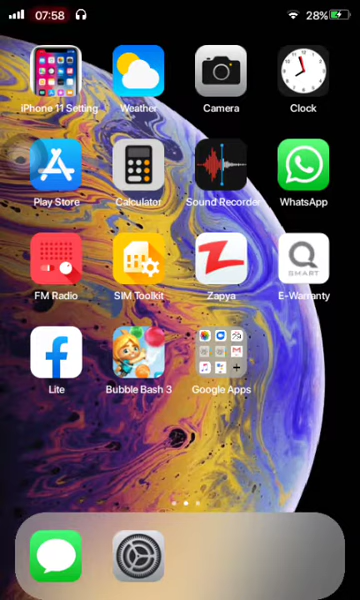 07:58
28%
iPhone 11 Setting
Weather
Camera
Clock
Play Store
Calculator
Sound Recorder
WhatsApp
FM Radio
SIM Toolkit
Zapya
SMART
E-Warranty
Lite
Bubble Bash 3
Google Apps